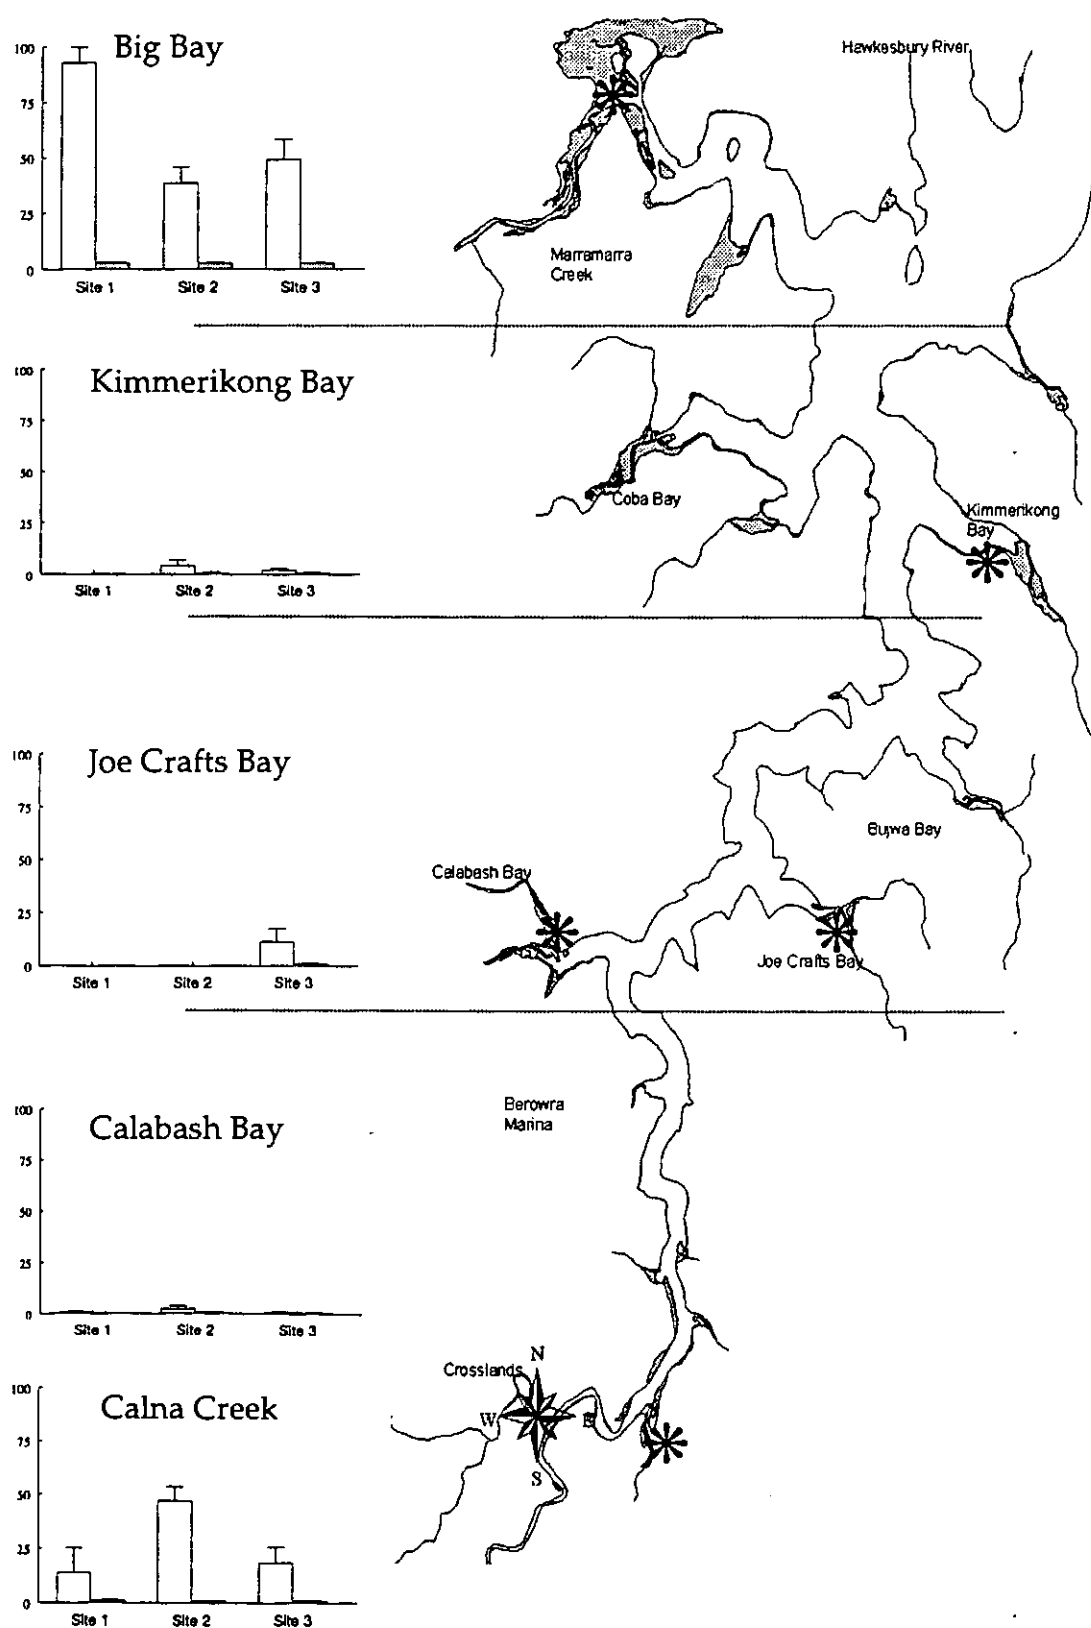 Big Bay
100
75
50
25
0
Site 1 Site 2 Site 3
Hawkesbury River
Marramarra
Creek
Kimmerikong Bay
100
75
50
25
0
Site 1 Site 2 Site 3
Coba Bay
Kimmerikong
Bay
Joe Crafts Bay
100
75
50
25
0
Site 1 Site 2 Site 3
Bujwa Bay
Calabash Bay
Joe Crafts Bay
Calabash Bay
100
75
50
25
0
Site 1 Site 2 Site 3
Berowra
Marina
Calna Creek
100
75
50
25
0
Site 1 Site 2 Site 3
Crosslands
N
W E
S